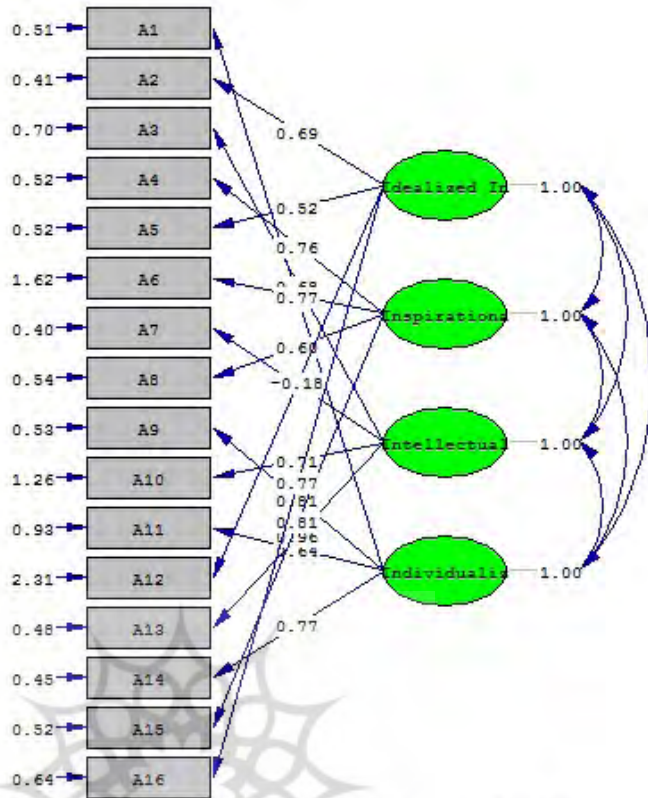 0.51 A1
0.41 A2
0.70 A3
0.69
0.52 A4
Idealized In 1.00
0.52 A5
0.52
0.76
1.62 A6
0.77
0.40 A7
Inspirationa 1.00
0.60
0.54 A8
-0.18
0.53 A9
Intellectual 1.00
0.71
1.26 A10
0.77
0.81
0.93 A11
0.81
0.64
2.31 A12
Individualis 1.00
0.48 A13
0.77
0.45 A14
0.52 A15
0.64 A16